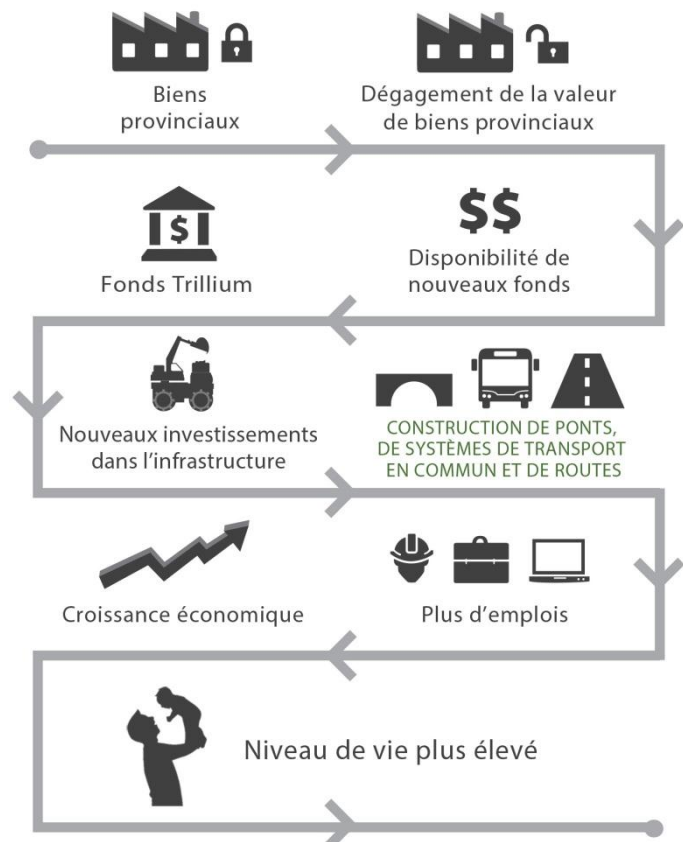 Biens
provinciaux
Dégagement de la valeur
de biens provinciaux
$$
Disponibilité de
nouveaux fonds
$
Fonds Trillium
Nouveaux investissements
dans l'infrastructure
CONSTRUCTION DE PONTS,
DE SYSTÈMES DE TRANSPORT
EN COMMUN ET DE ROUTES
Plus d'emplois
Croissance économique
Niveau de vie plus élevé